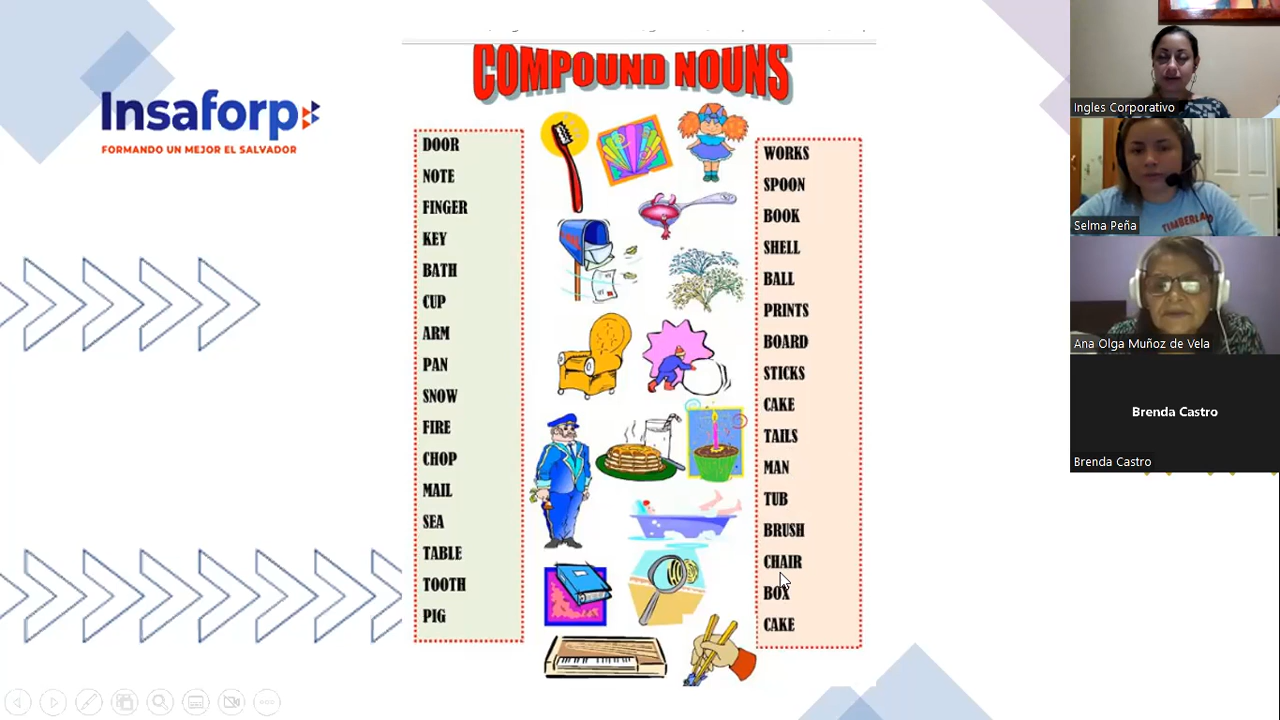 COMPOUND NOUNS
Insaforp
FORMANDO UN MEJOR EL SALVADOR
DOOR
NOTE
FINGER
KEY
BATH
CUP
ARM
PAN
SNOW
FIRE
CHOP
MAIL
SEA
TABLE
TOOTH
PIG
WORKS
SPOON
BOOK
SHELL
BALL
PRINTS
BOARD
STICKS
CAKE
TAILS
MAN
TUB
BRUSH
CHAIR
BOX
CAKE
Ingles Corporativo
TIMBERLAND
Selma Peña
Ana Olga Muñoz de Vela
Brenda Castro
Brenda Castro